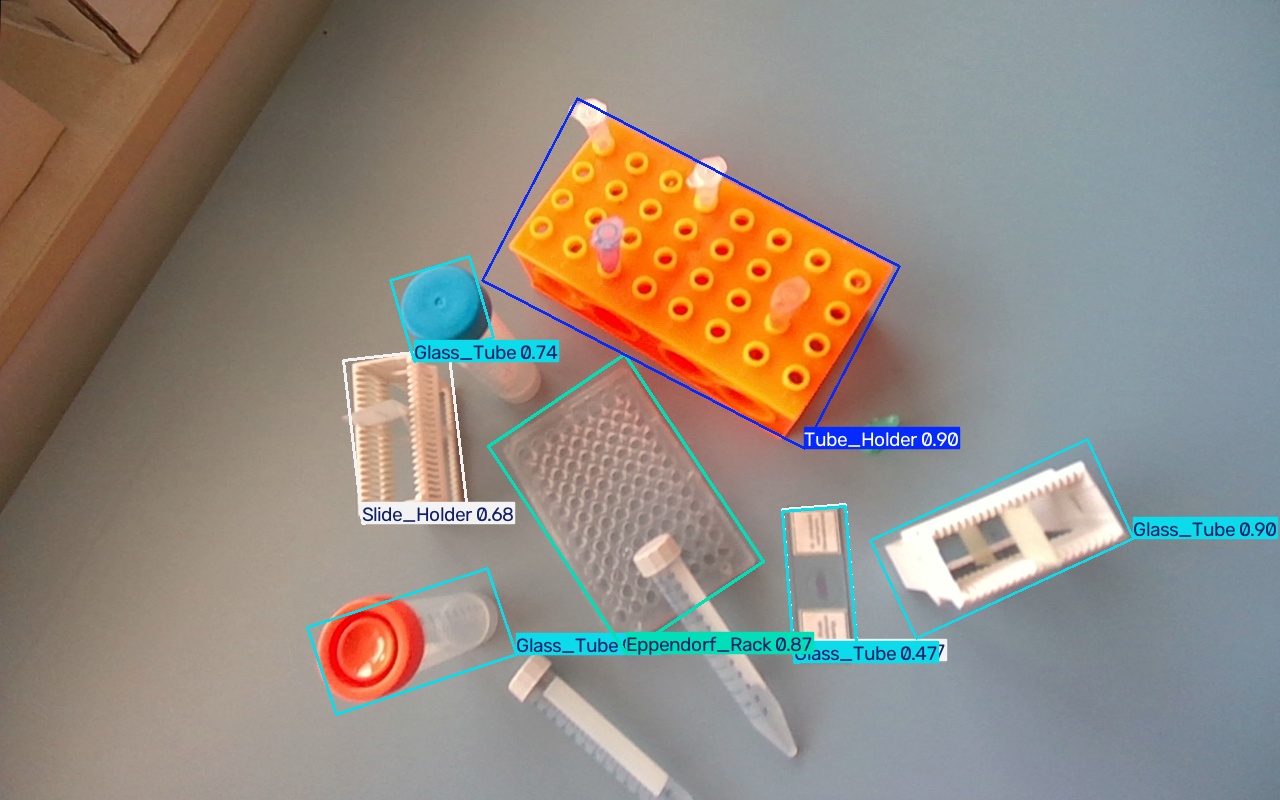 Glass_Tube 0.74
Tube_Holder 0.90
Slide_Holder 0.68
Glass_Tube 0.90
Glass_Tube
Eppendorf_Rack 0.87
Glass_Tube 0.47
7